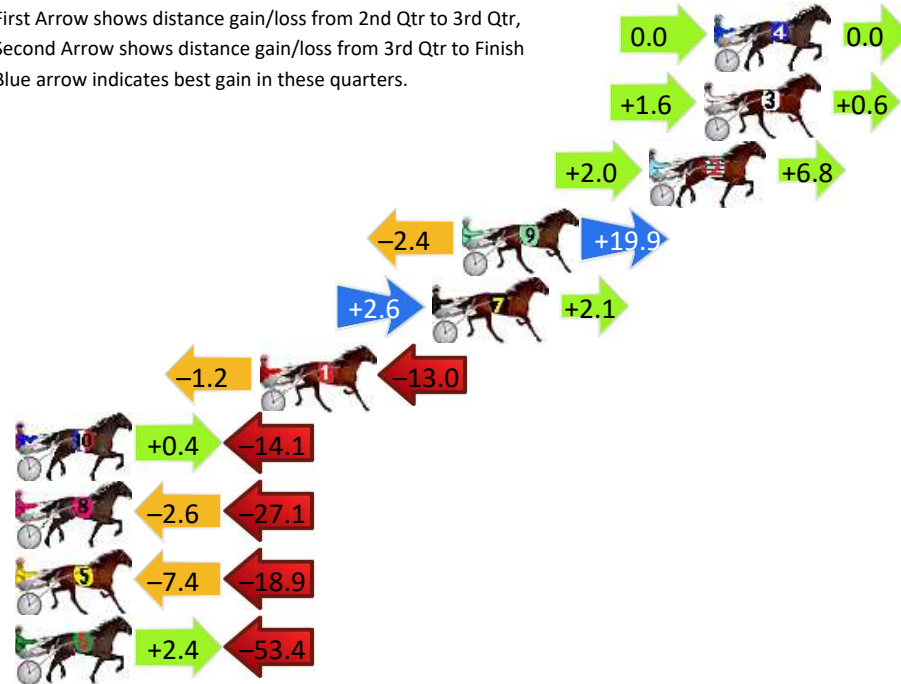 First Arrow shows distance gain/loss from 2nd Qtr to 3rd Qtr,
Second Arrow shows distance gain/loss from 3rd Qtr to Finish
Blue arrow indicates best gain in these quarters.
0.0 4 0.0
+1.6 3 +0.6
+2.0 2 +6.8
–2.4 9 +19.9
+2.6 7 +2.1
–1.2 1 –13.0
10 +0.4 –14.1
8 –2.6 –27.1
5 –7.4 –18.9
6 +2.4 –53.4